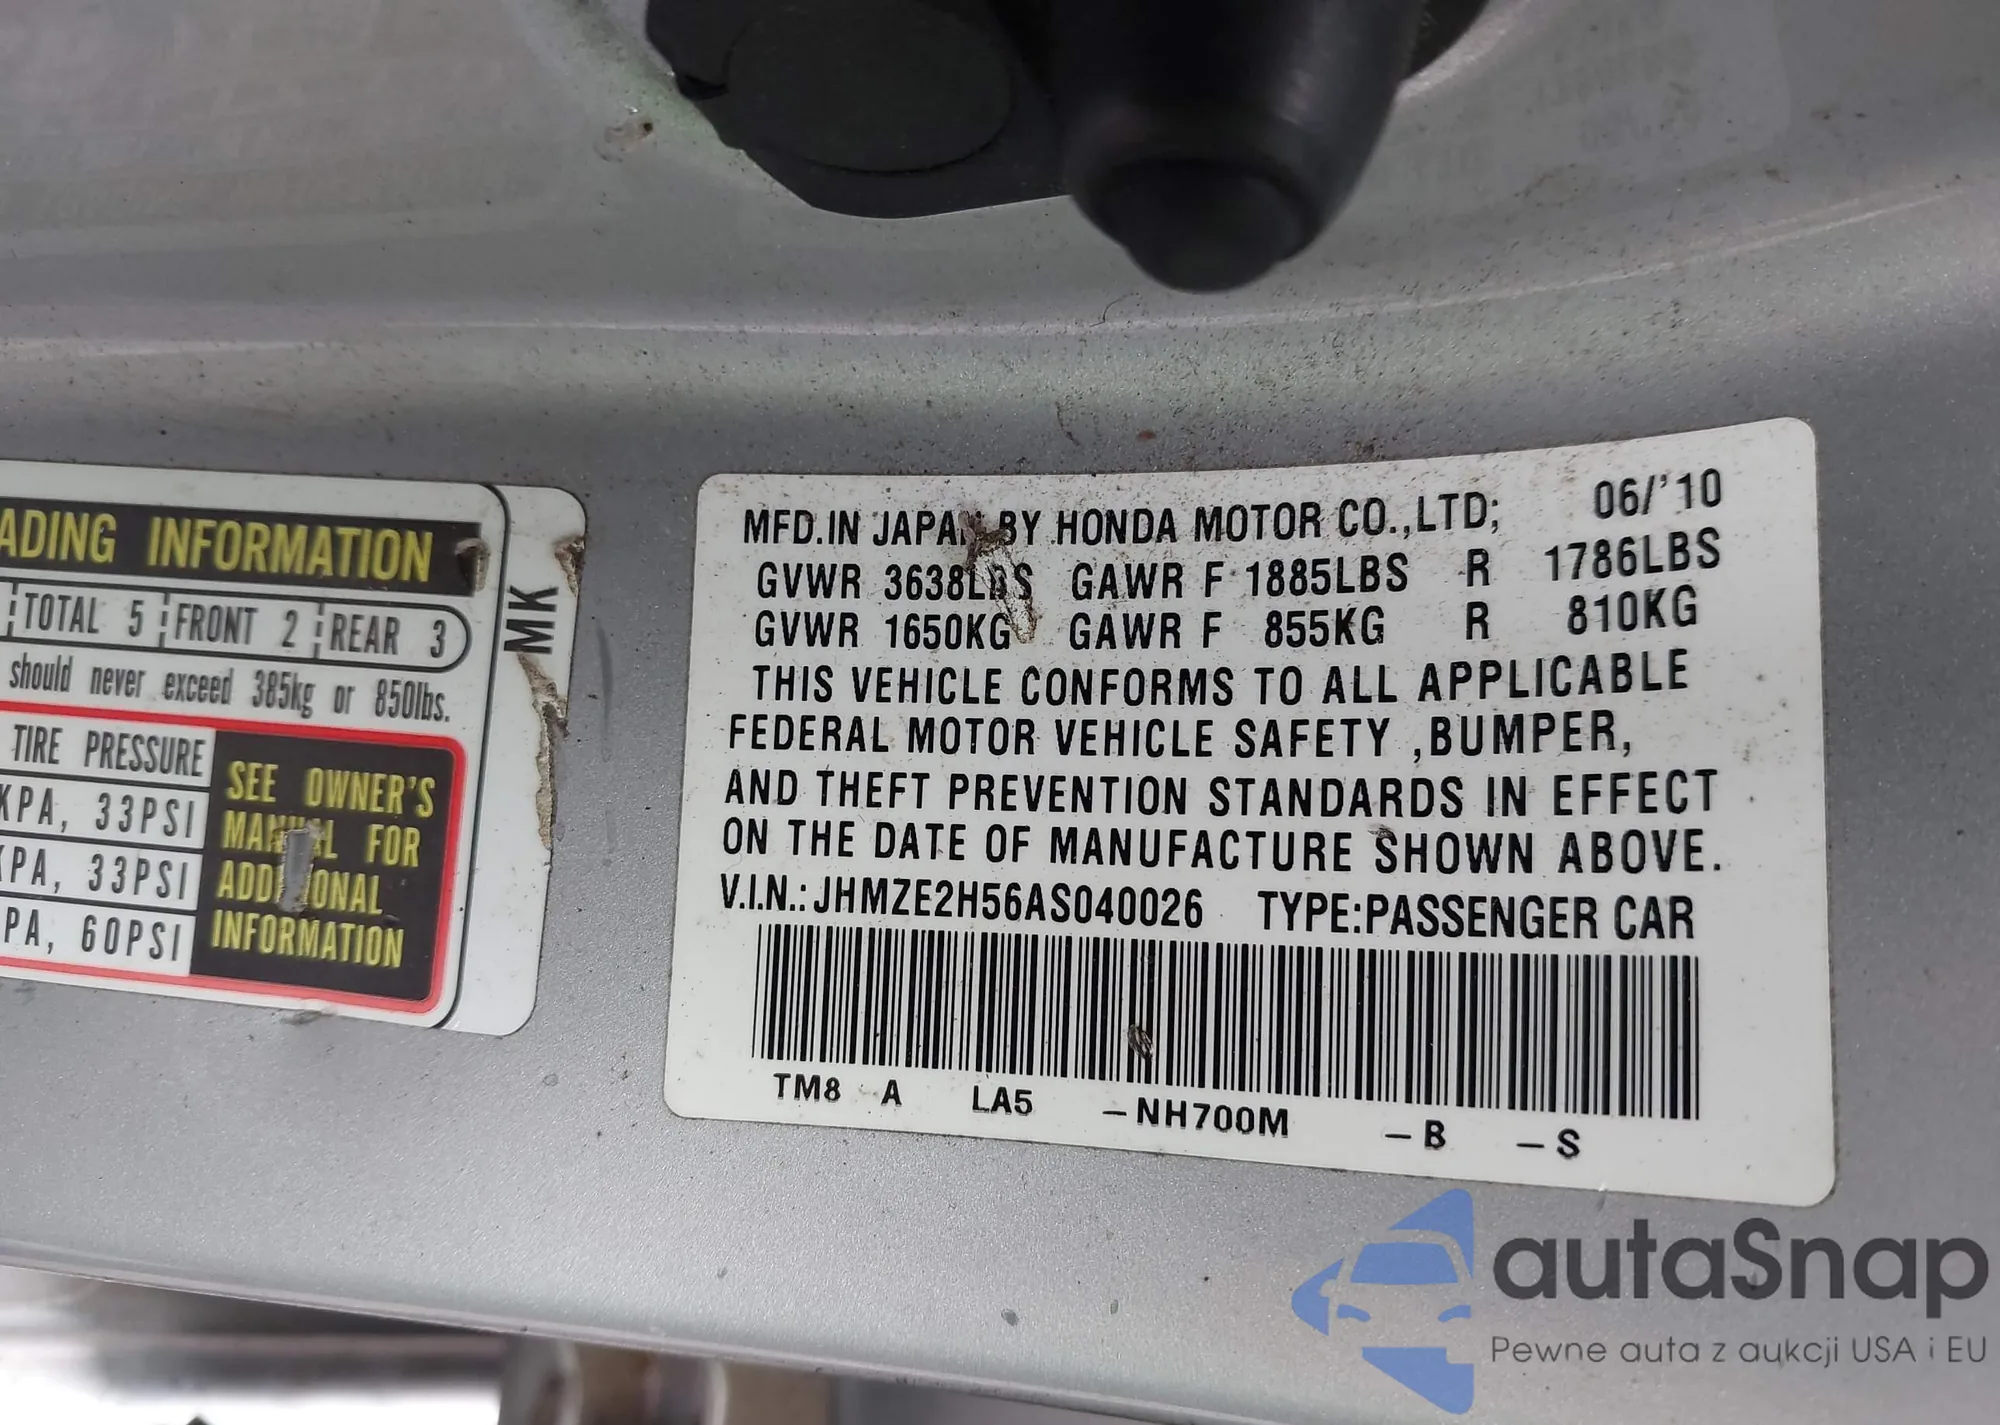 ADING INFORMATION
TOTAL 5 FRONT 2 REAR 3
should never exceed 385kg or 850lbs.
TIRE PRESSURE
KPA, 33PSI
KPA, 33PSI
PA, 60PSI
SEE OWNER'S
MANUAL FOR
ADDITIONAL
INFORMATION
MK
MFD.IN JAPAN BY HONDA MOTOR CO.,LTD; 06/'10
GVWR 3638LBS GAWR F 1885LBS R 1786LBS
GVWR 1650KG GAWR F 855KG R 810KG
THIS VEHICLE CONFORMS TO ALL APPLICABLE
FEDERAL MOTOR VEHICLE SAFETY ,BUMPER,
AND THEFT PREVENTION STANDARDS IN EFFECT
ON THE DATE OF MANUFACTURE SHOWN ABOVE.
V.I.N.: JHMZE2H56AS040026 TYPE:PASSENGER CAR
TM8 A LA5 -NH700M -B -S
autaSnap
Pewne auta z aukcji USA i EU